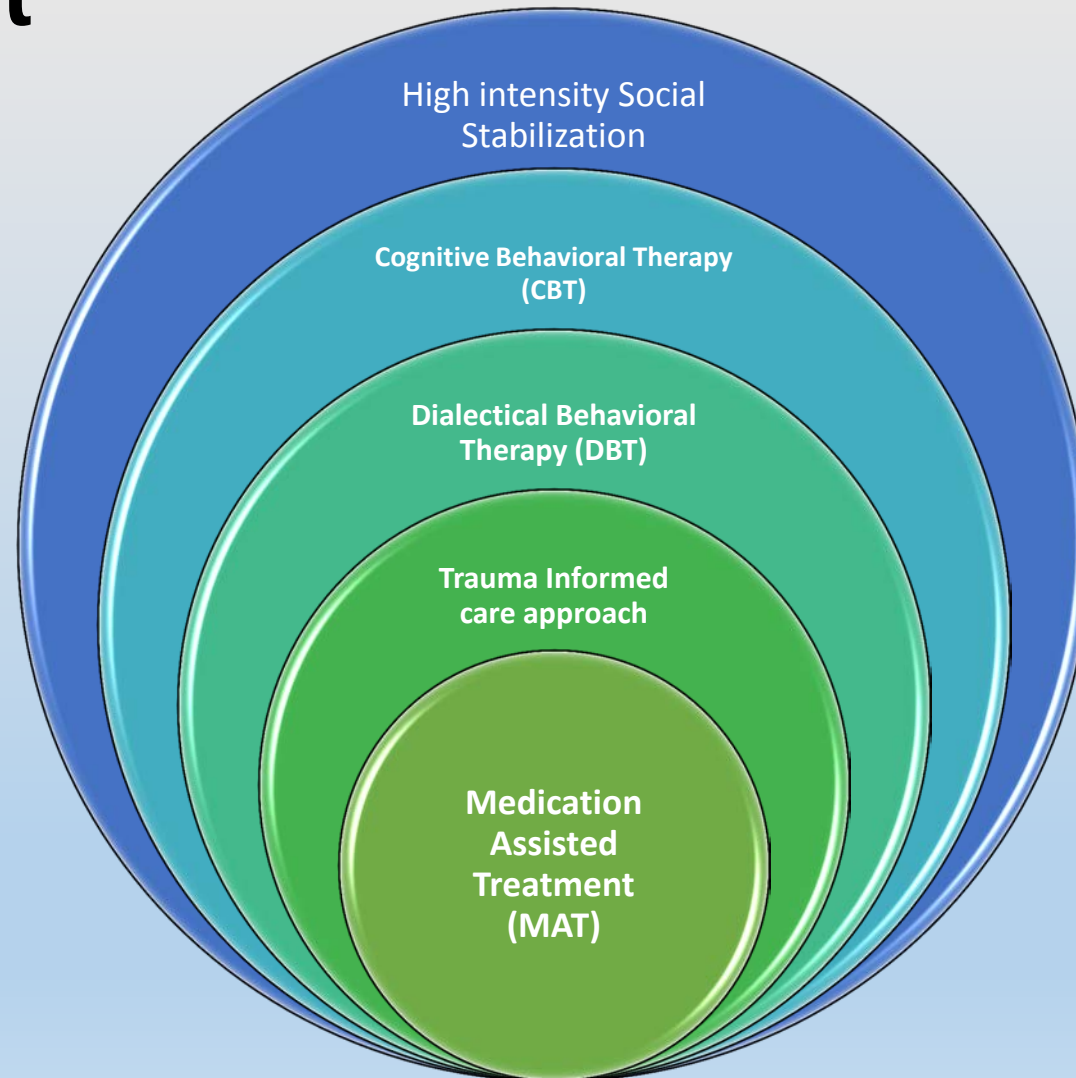 High intensity Social
Stabilization
Cognitive Behavioral Therapy
(CBT)
Dialectical Behavioral
Therapy (DBT)
Trauma Informed
care approach
Medication
Assisted
Treatment
(MAT)